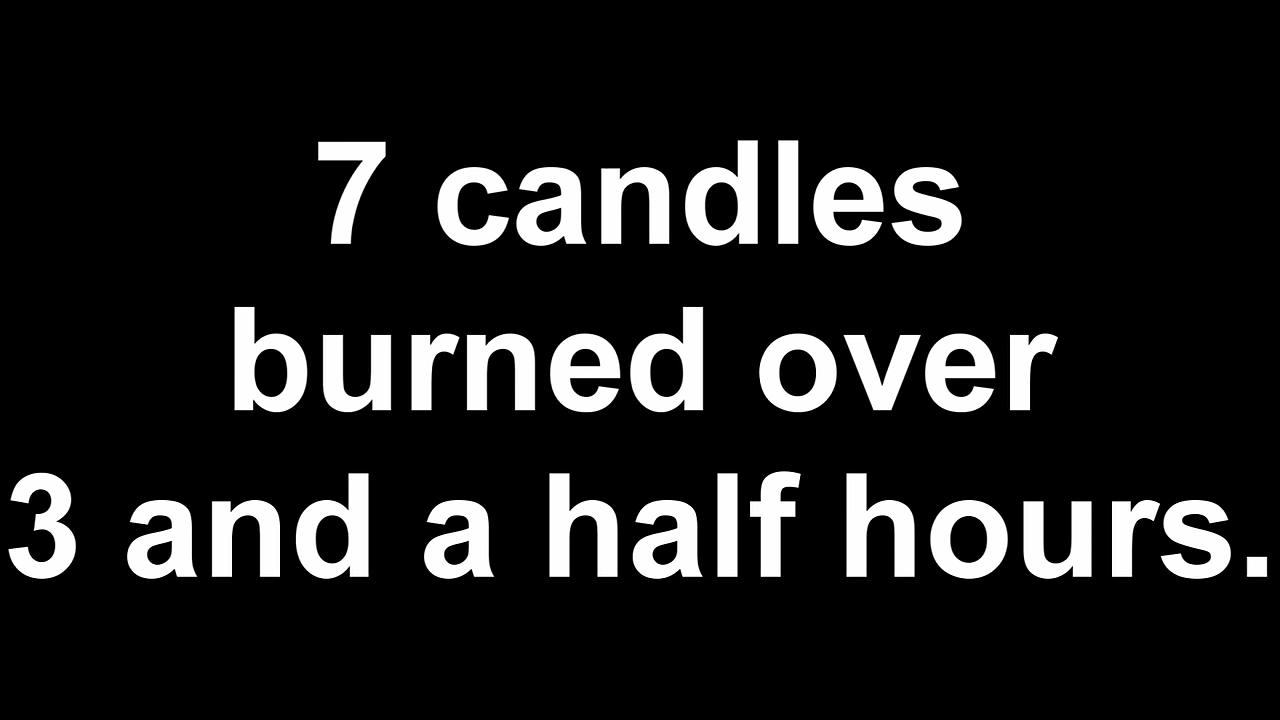 7 candles
burned over
3 and a half hours.